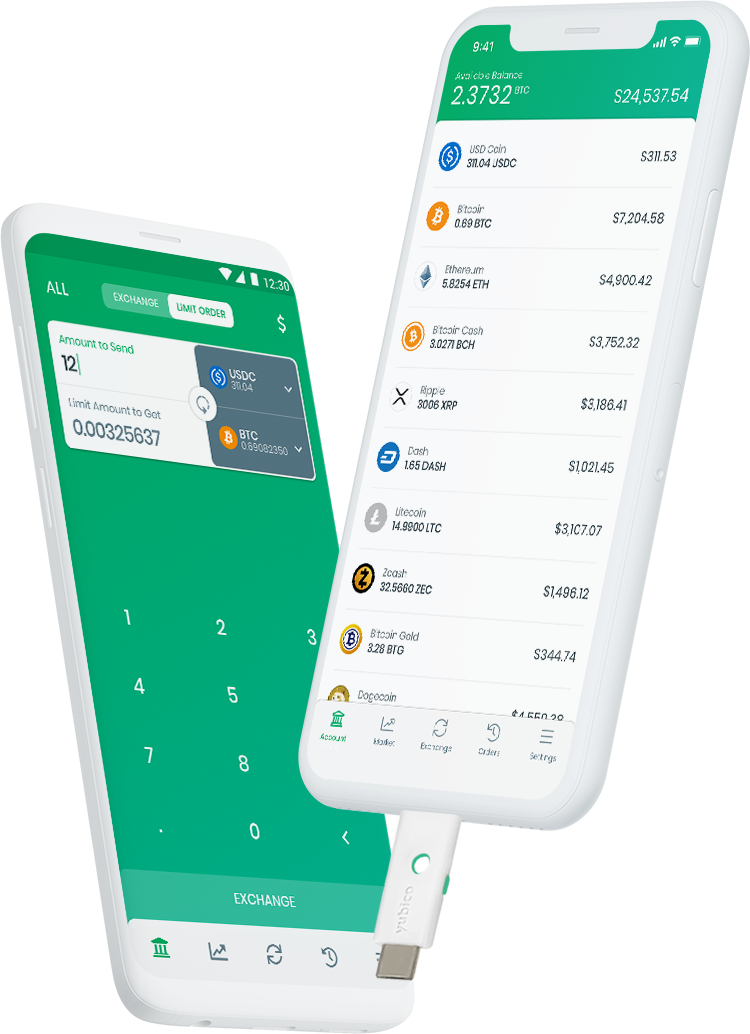 9:41
Available Balance
2.3732 BTC
$24,537.54
USD Coin
311.04 USDC
$311.53
Bitcoin
0.69 BTC
$7,204.58
Ethereum
5.8254 ETH
$4,900.42
Bitcoin Cash
3.0271 BCH
$3,752.32
Ripple
3006 XRP
$3,186.41
Dash
1.65 DASH
$1,021.45
Litecoin
14.9900 LTC
$3,107.07
Zcash
32.5660 ZEC
$1,496.12
Bitcoin Gold
3.28 BTG
$344.74
Dogecoin
Account
Market
Exchange
Orders
Settings
yubico
12:30
ALL
EXCHANGE
LIMIT ORDER
$
Amount to Send
12
USDC
311.04
Limit Amount to Get
0.00325637
BTC
0.69082350
1
2
3
4
5
7
8
.
0
<
EXCHANGE